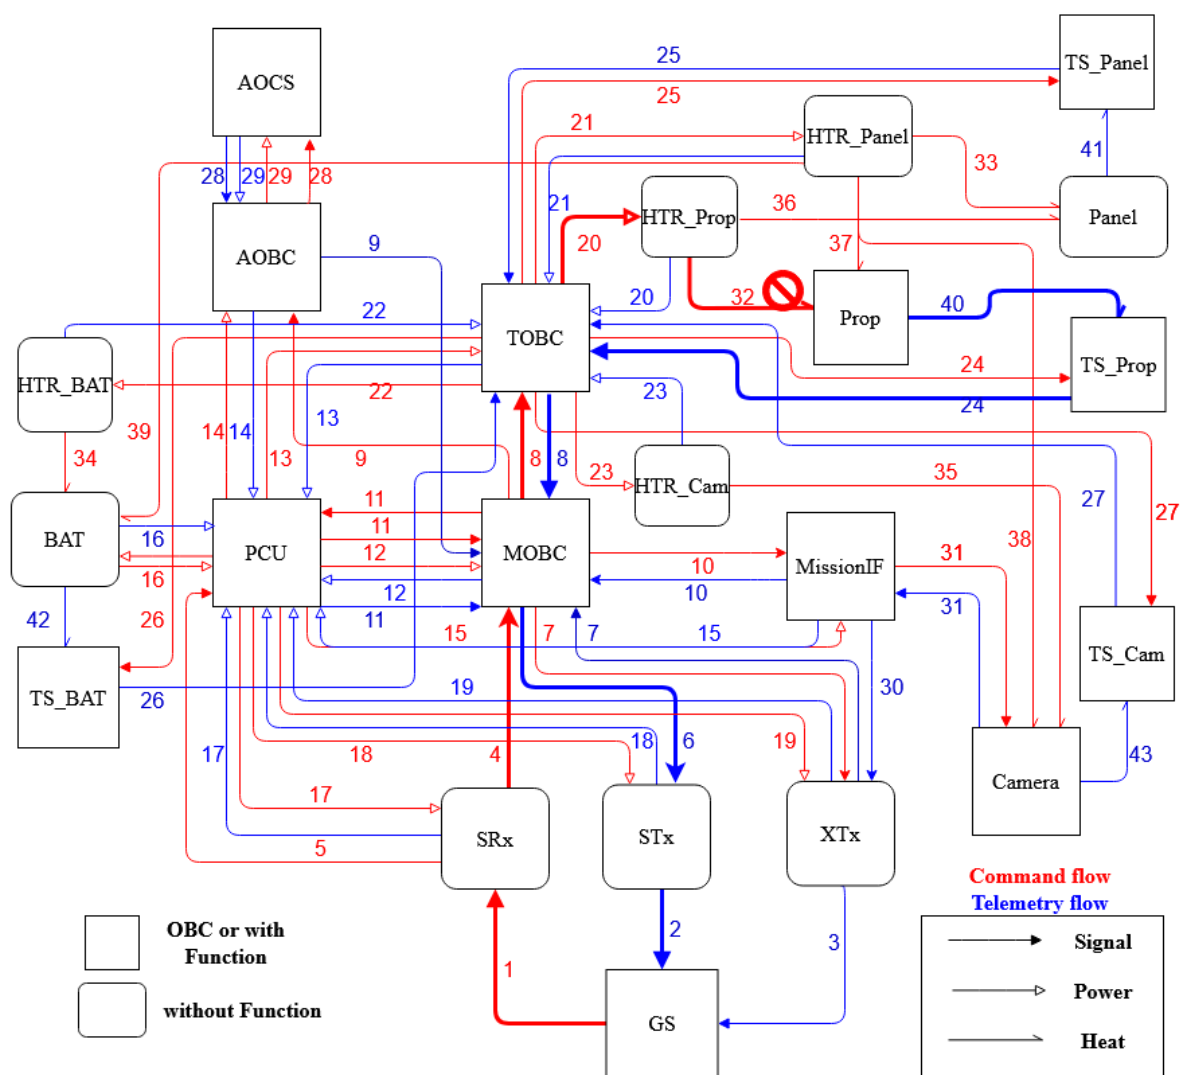 25
TS_Panel
AOCS
25
21
HTR_Panel
33
41
28
29
29
28
21
HTR_Prop
36
Panel
20
9
AOBC
37
20
32
40
22
Prop
TOBC
TS_Prop
24
HTR_BAT
22
23
24
39
14
14
13
13
9
34
8
8
23
HTR_Cam
35
11
27
27
BAT
16
PCU
11
MOBC
38
12
MissionIF
31
16
12
10
10
31
42
11
26
15
7
7
15
TS_Cam
TS_BAT
26
19
30
17
18
4
18
6
19
43
Camera
17
5
SRx
STx
XTx
Command flow
Telemetry flow
OBC or with
Function
2
3
Signal
1
Power
without Function
GS
Heat